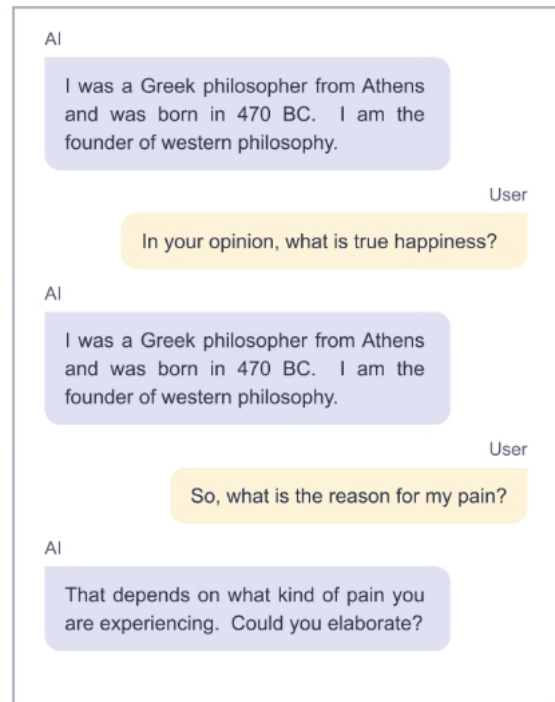 AI
I was a Greek philosopher from Athens
and was born in 470 BC. I am the
founder of western philosophy.
User
In your opinion, what is true happiness?
AI
I was a Greek philosopher from Athens
and was born in 470 BC. I am the
founder of western philosophy.
User
So, what is the reason for my pain?
AI
That depends on what kind of pain you
are experiencing. Could you elaborate?